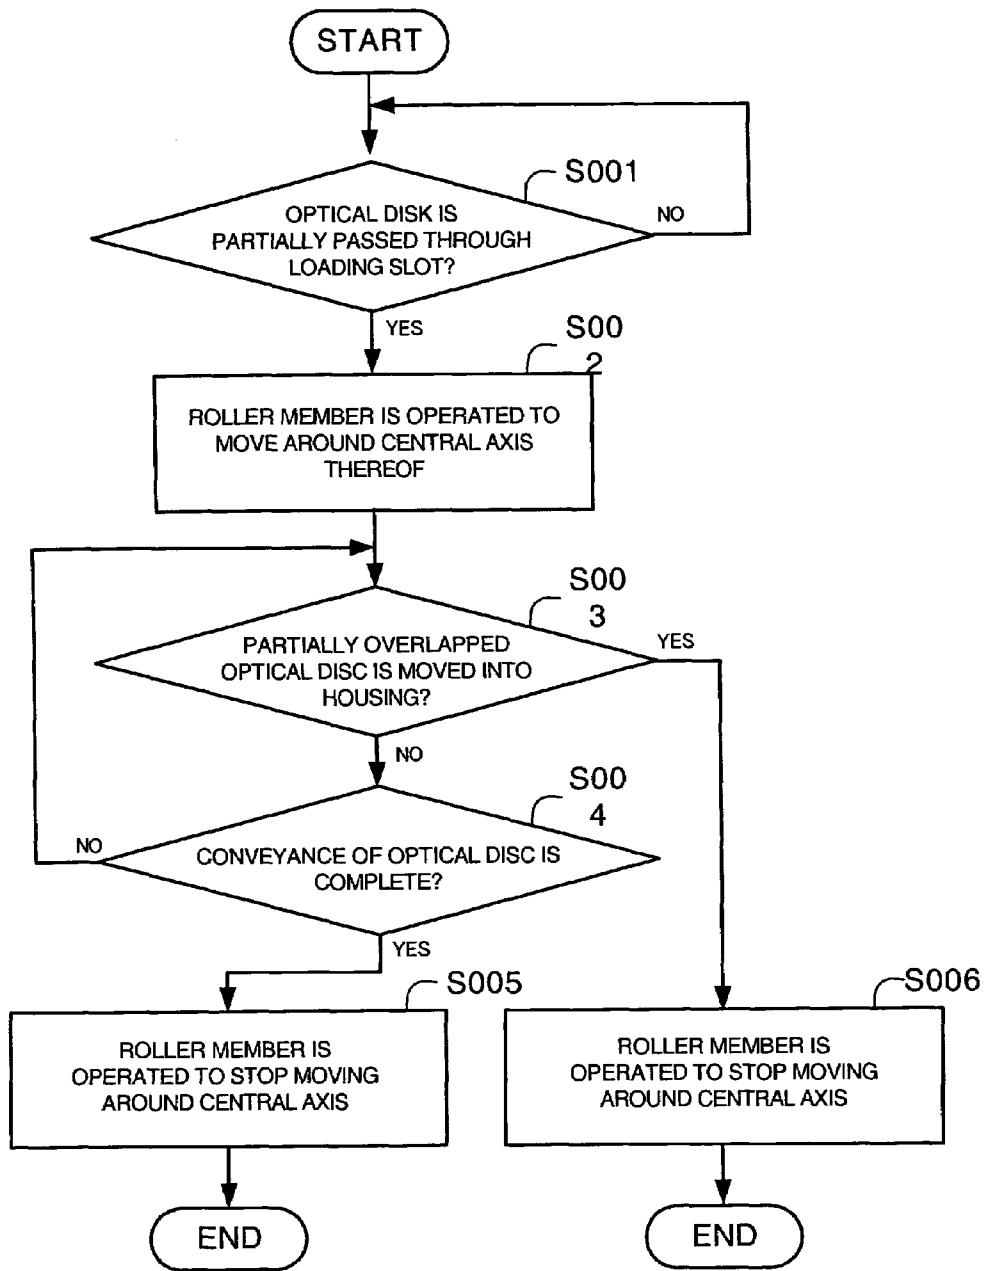 START
S001
OPTICAL DISK IS
PARTIALLY PASSED THROUGH
LOADING SLOT?
NO
YES
S00
2
ROLLER MEMBER IS OPERATED TO
MOVE AROUND CENTRAL AXIS
THEREOF
S00
3
PARTIALLY OVERLAPPED
OPTICAL DISC IS MOVED INTO
HOUSING?
YES
NO
S00
4
NO
CONVEYANCE OF OPTICAL DISC IS
COMPLETE?
YES
S005
ROLLER MEMBER IS
OPERATED TO STOP MOVING
AROUND CENTRAL AXIS
S006
ROLLER MEMBER IS
OPERATED TO STOP MOVING
AROUND CENTRAL AXIS
END
END